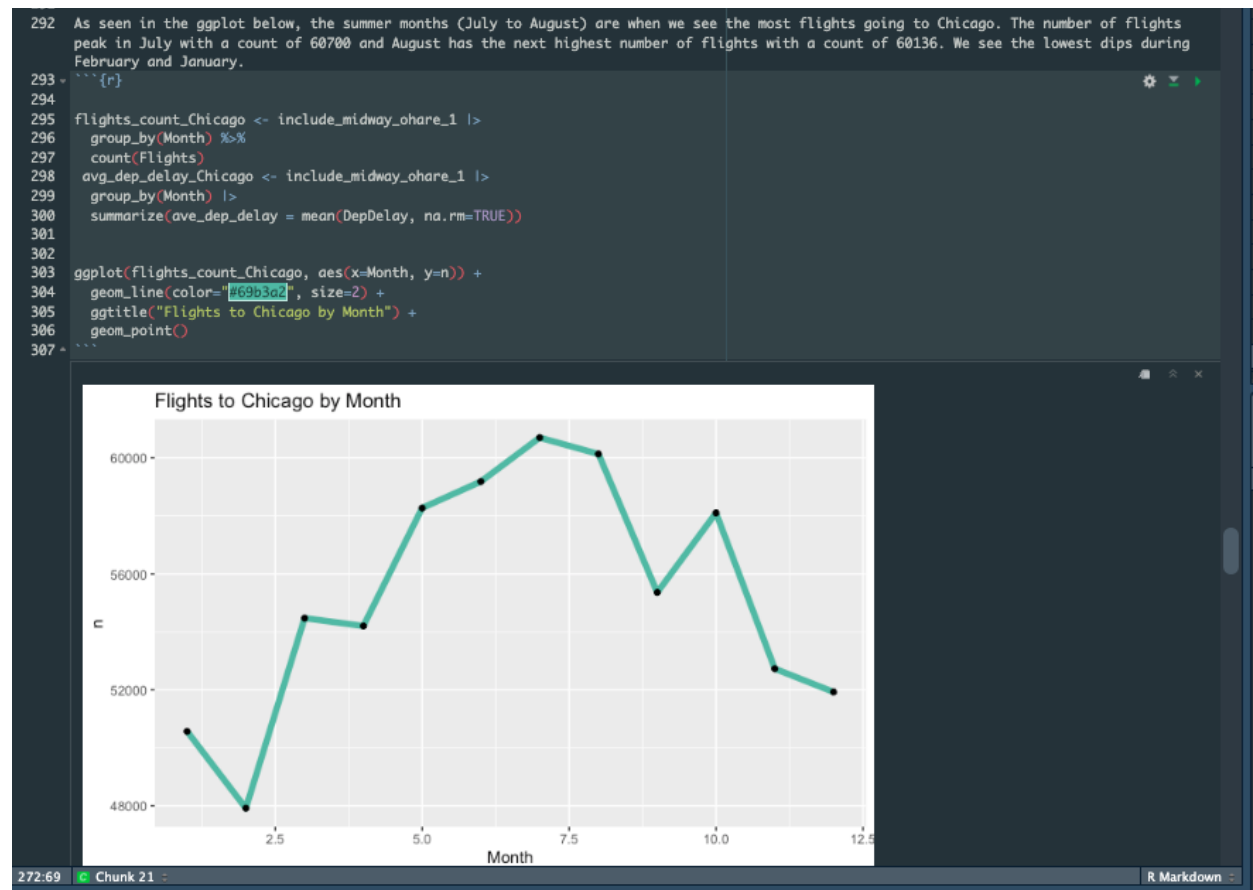 292 As seen in the ggplot below, the summer months (July to August) are when we see the most flights going to Chicago. The number of flights
peak in July with a count of 60700 and August has the next highest number of flights with a count of 60136. We see the lowest dips during
February and January.
293 ```{r}
294
295 flights_count_Chicago <- include_midway_ohare_1 |>
296 group_by(Month) %>%
297 count(Flights)
298 avg_dep_delay_Chicago <- include_midway_ohare_1 |>
299 group_by(Month) |>
300 summarize(ave_dep_delay = mean(DepDelay, na.rm=TRUE))
301
302
303 ggplot(flights_count_Chicago, aes(x=Month, y=n)) +
304 geom_line(color="#69b3a2", size=2) +
305 ggtitle("Flights to Chicago by Month") +
306 geom_point()
307 ```
Flights to Chicago by Month
60000
56000
n
52000
48000
2.5 5.0 7.5 10.0 12.5
Month
272:69 C Chunk 21 R Markdown